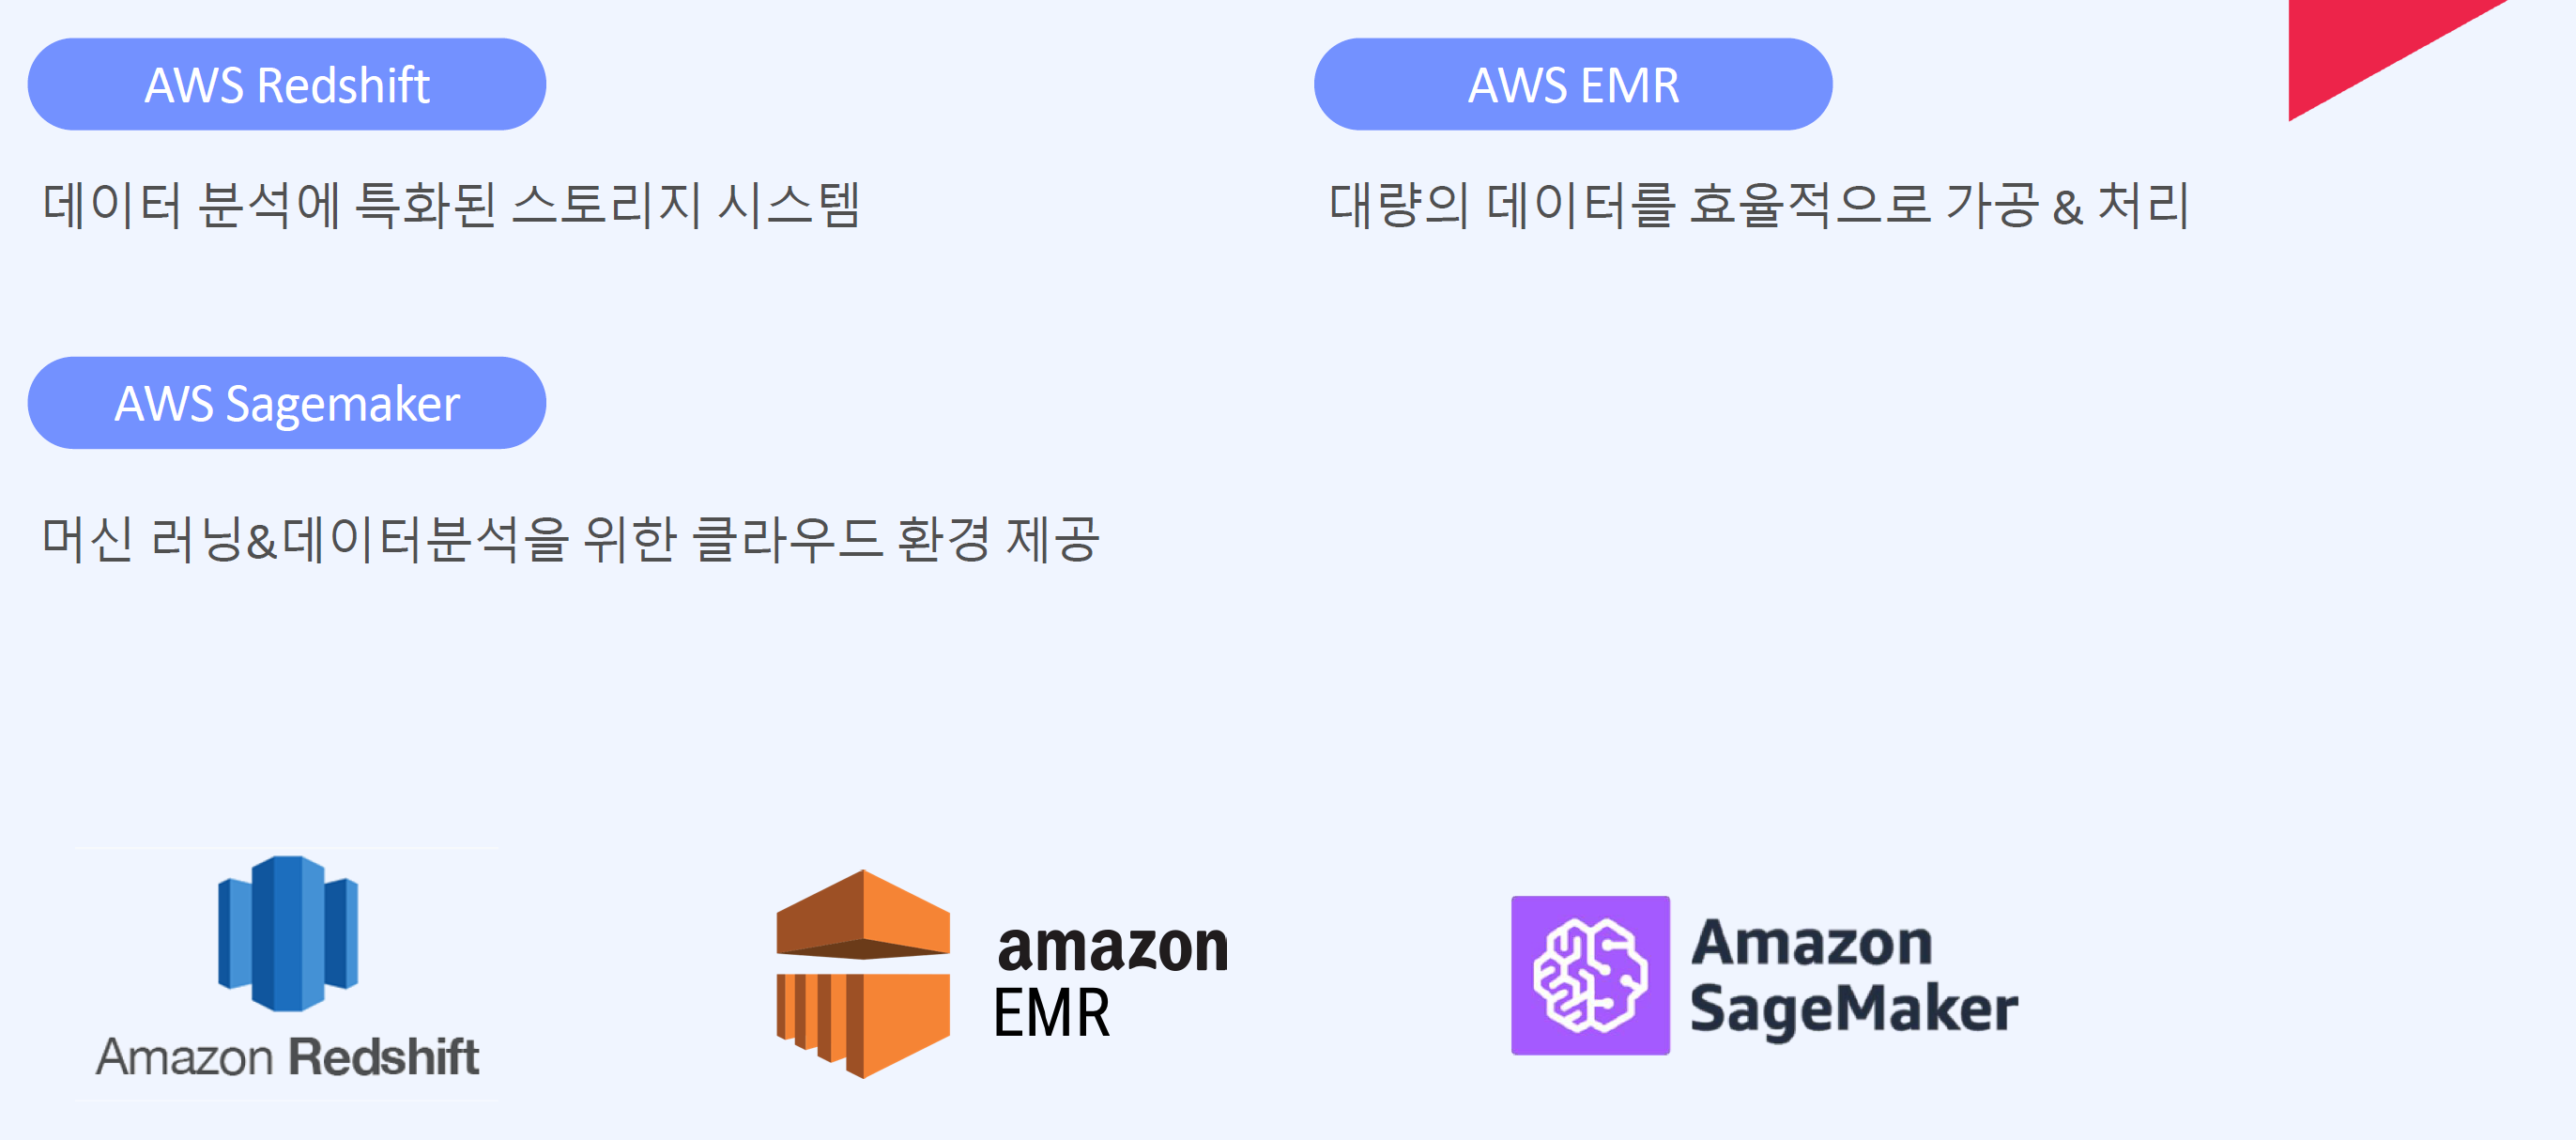 AWS Redshift
데이터 분석에 특화된 스토리지 시스템
AWS EMR
대량의 데이터를 효율적으로 가공 & 처리
AWS Sagemaker
머신 러닝&데이터분석을 위한 클라우드 환경 제공
Amazon Redshift
amazon
EMR
Amazon
SageMaker